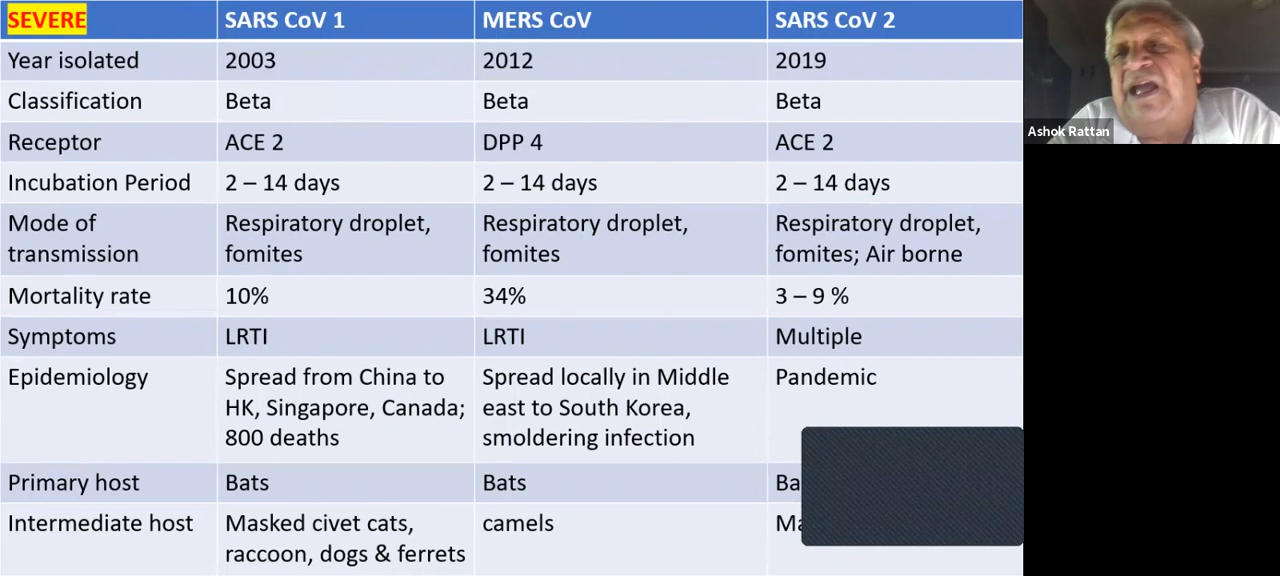 SEVERE SARS CoV 1 MERS CoV SARS CoV 2
Year isolated 2003 2012 2019
Classification Beta Beta Beta
Receptor ACE 2 DPP 4 ACE 2
Incubation Period 2 – 14 days 2 – 14 days 2 – 14 days
Mode of Respiratory droplet, Respiratory droplet, Respiratory droplet,
transmission fomites fomites fomites; Air borne
Mortality rate 10% 34% 3 – 9 %
Symptoms LRTI LRTI Multiple
Epidemiology Spread from China to Spread locally in Middle Pandemic
HK, Singapore, Canada; east to South Korea,
800 deaths smoldering infection
Primary host Bats Bats
Intermediate host Masked civet cats, camels
raccoon, dogs & ferrets
Ashok Rattan